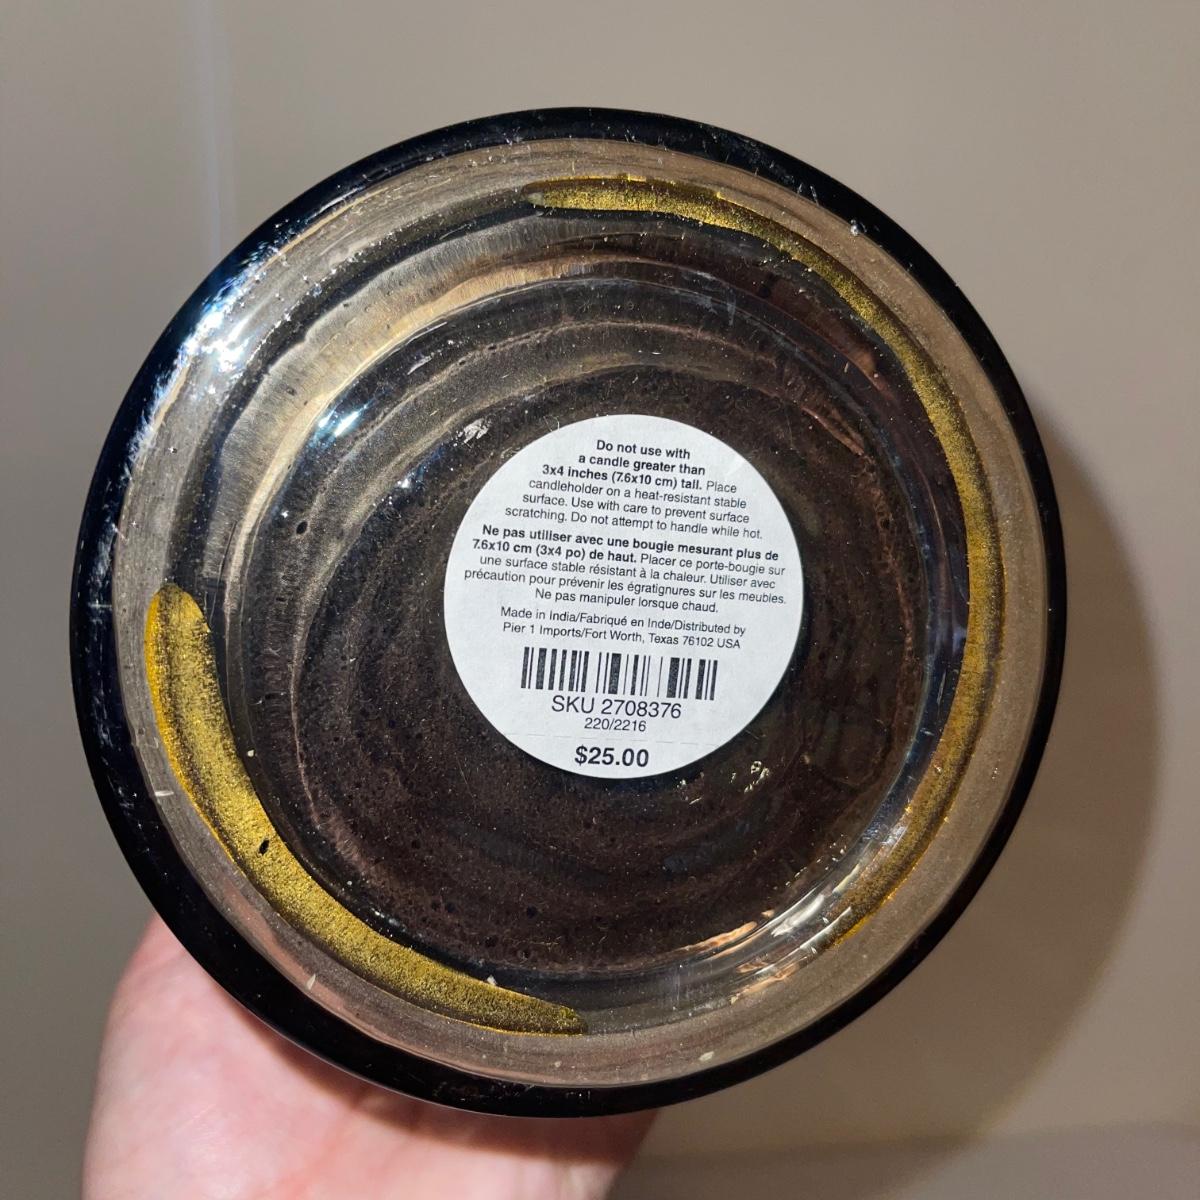 Do not use with
a candle greater than
3x4 inches (7.6x10 cm) tall. Place
candleholder on a heat-resistant stable
surface. Use with care to prevent surface
scratching. Do not attempt to handle while hot.
Ne pas utiliser avec une bougie mesurant plus de
7.6x10 cm (3x4 po) de haut. Placer ce porte-bougie sur
une surface stable résistant à la chaleur. Utiliser avec
précaution pour prévenir les égratignures sur les meubles.
Ne pas manipuler lorsque chaud.
Made in India/Fabriqué en Inde/Distributed by
Pier 1 Imports/Fort Worth, Texas 76102 USA
SKU 2708376
220/2216
$25.00